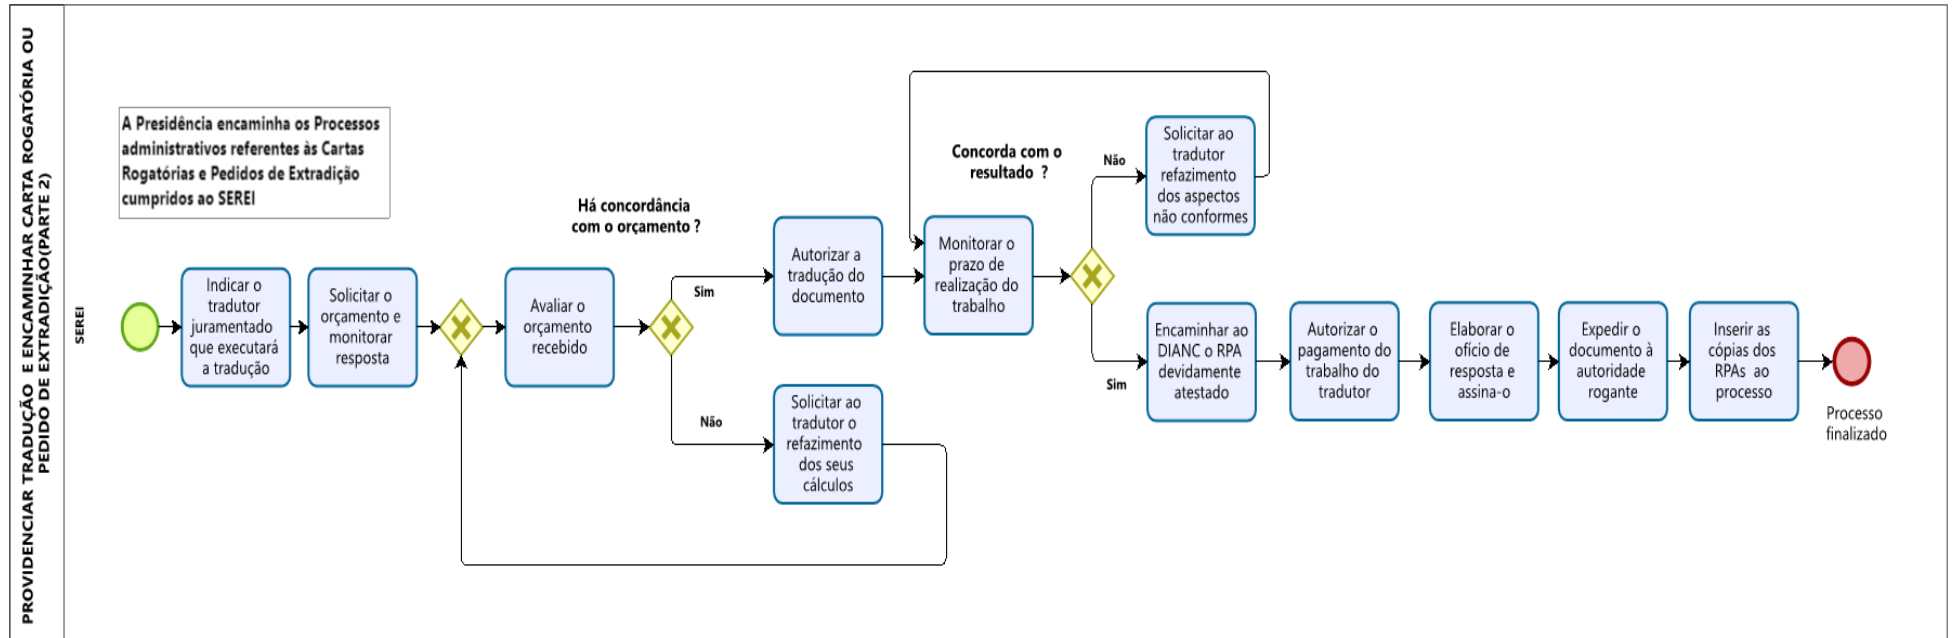 PROVIDENCIAR TRADUÇÃO E ENCAMINHAR CARTA ROGATÓRIA OU
PEDIDO DE EXTRADIÇÃO(PARTE 2)
SEREI
A Presidência encaminha os Processos
administrativos referentes às Cartas
Rogatórias e Pedidos de Extradição
cumpridos ao SEREI
Indicar o
tradutor
juramentado
que executará
a tradução
Solicitar o
orçamento e
monitorar
resposta
Avaliar o
orçamento
recebido
Há concordância
com o orçamento ?
Sim
Autorizar a
tradução do
documento
Não
Solicitar ao
tradutor o
refazimento
dos seus
cálculos
Monitorar o
prazo de
realização do
trabalho
Concorda com o
resultado ?
Não
Solicitar ao
tradutor
refazimento
dos aspectos
não conformes
Sim
Encaminhar ao
DIANC o RPA
devidamente
atestado
Autorizar o
pagamento do
trabalho do
tradutor
Elaborar o
ofício de
resposta e
assina-o
Expedir o
documento à
autoridade
rogante
Inserir as
cópias dos
RPAs ao
processo
Processo
finalizado